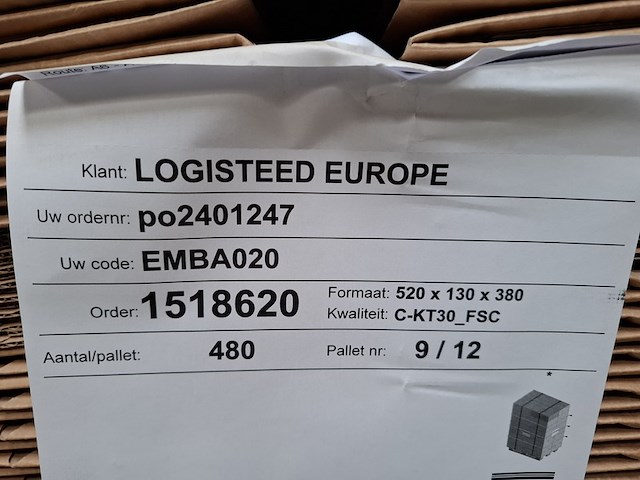 Klant: LOGISTEED EUROPE
Uw ordernr: po2401247
Uw code: EMBA020
Order: 1518620
Formaat: 520 x 130 x 380
Kwaliteit: C-KT30_FSC
Aantal/pallet: 480
Pallet nr: 9 / 12
*